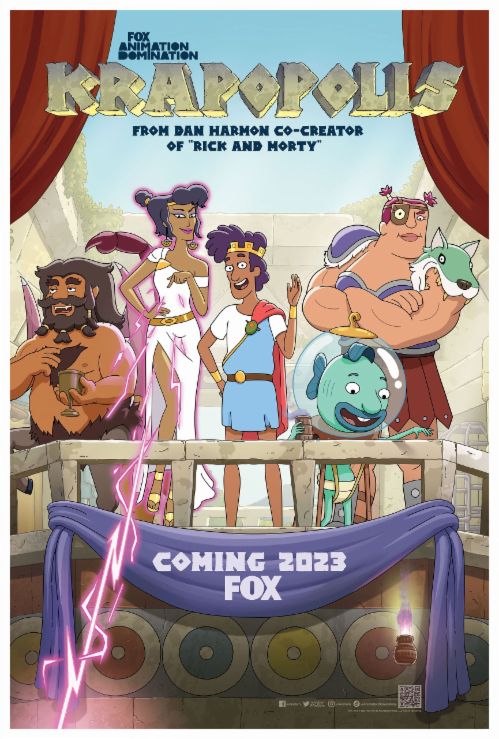 FOX
ANIMATION
DOMINATION
KRAPOPOLIS
FROM DAN HARMON CO-CREATOR
OF "RICK AND MORTY"
COMING 2023
FOX